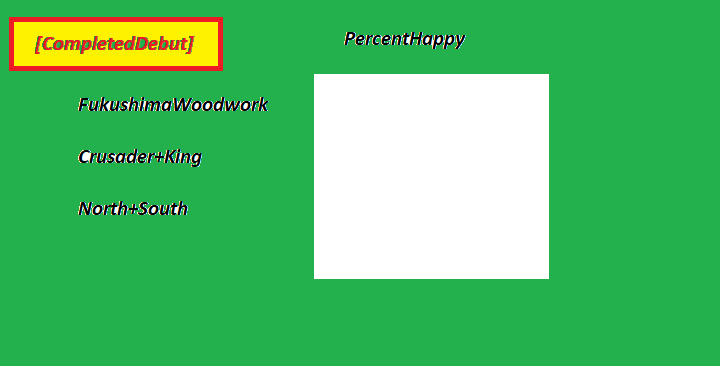 [CompletedDebut]
PercentHappy
FukushimaWoodwork
Crusader+King
North+South